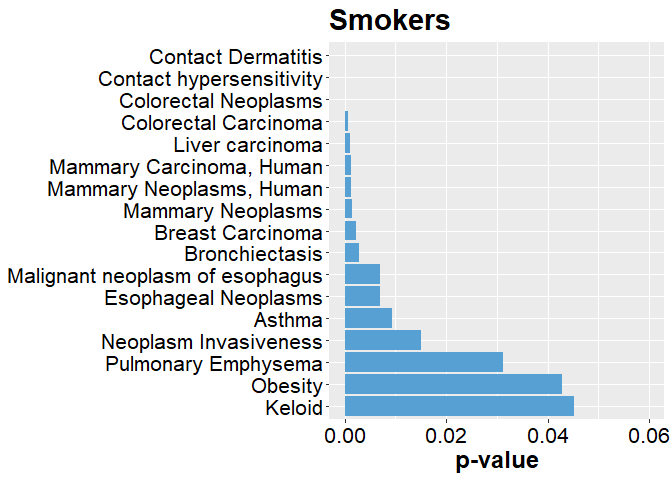 Smokers
Contact Dermatitis
Contact hypersensitivity
Colorectal Neoplasms
Colorectal Carcinoma
Liver carcinoma
Mammary Carcinoma, Human
Mammary Neoplasms, Human
Mammary Neoplasms
Breast Carcinoma
Bronchiectasis
Malignant neoplasm of esophagus
Esophageal Neoplasms
Asthma
Neoplasm Invasiveness
Pulmonary Emphysema
Obesity
Keloid
0.00 0.02 0.04 0.06
p-value